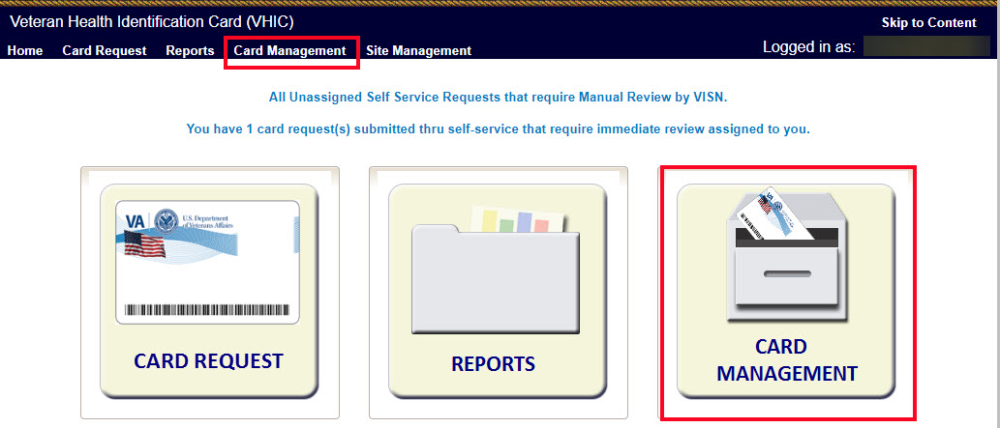 Veteran Health Identification Card (VHIC)
Skip to Content
Home Card Request Reports Card Management Site Management
Logged in as:
All Unassigned Self Service Requests that require Manual Review by VISN.
You have 1 card request(s) submitted thru self-service that require immediate review assigned to you.
VA
U.S. Department
of Veterans Affairs
CARD REQUEST
REPORTS
CARD
MANAGEMENT